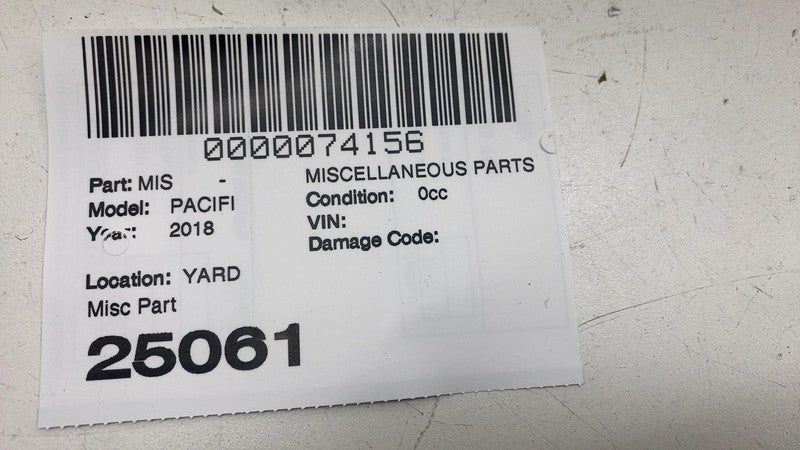 0000074156
Part: MIS - MISCELLANEOUS PARTS
Model: PACIFI Condition: 0cc
Year: 2018 VIN:
Damage Code:
Location: YARD
Misc Part
25061